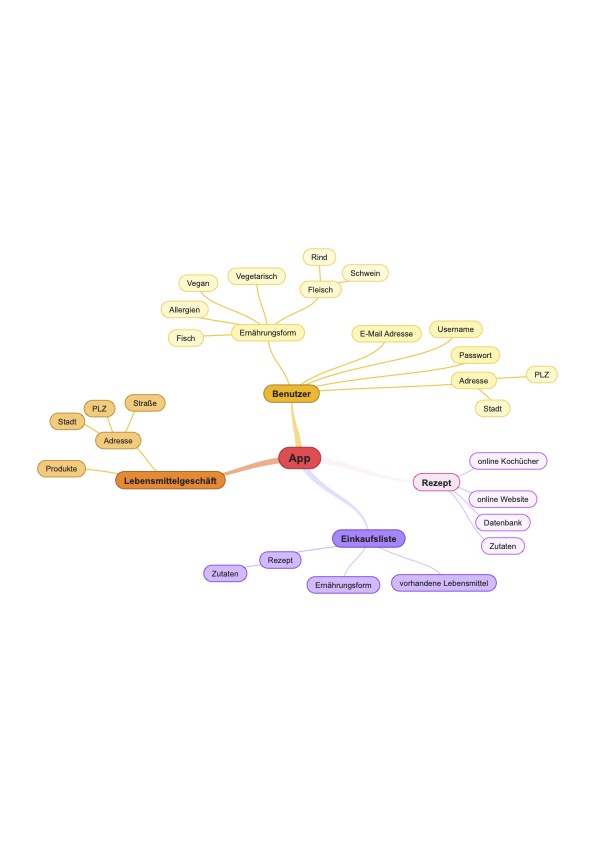 Rind
Schwein
Vegetarisch
Vegan
Fleisch
Allergien
Ernährungsform
Fisch
E-Mail Adresse
Username
Passwort
Adresse
PLZ
Stadt
Benutzer
Straße
PLZ
Stadt
Adresse
Produkte
Lebensmittelgeschäft
App
online Kochücher
Rezept
online Website
Datenbank
Zutaten
Einkaufsliste
Rezept
Zutaten
Ernährungsform
vorhandene Lebensmittel